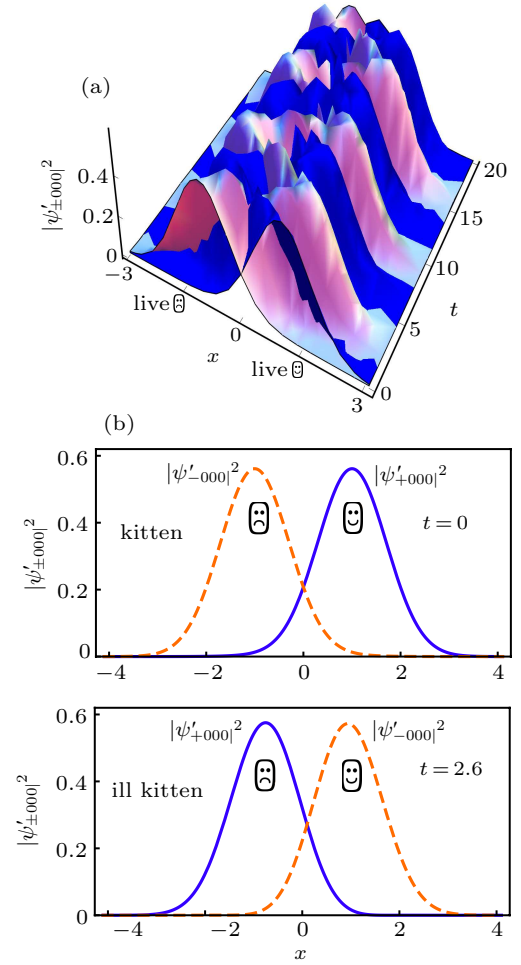 (a)
|ψ′±000|²
0.4
0.2
0
−3
0
3
x
live
live
0
5
10
15
20
t
(b)
0.6
0.4
0.2
0
|ψ′±000|²
|ψ′−000|²
|ψ′+000|²
kitten
t=0
−4
−2
0
2
4
0.6
0.4
0.2
0
|ψ′±000|²
|ψ′+000|²
|ψ′−000|²
ill kitten
t=2.6
−4
−2
0
2
4
x